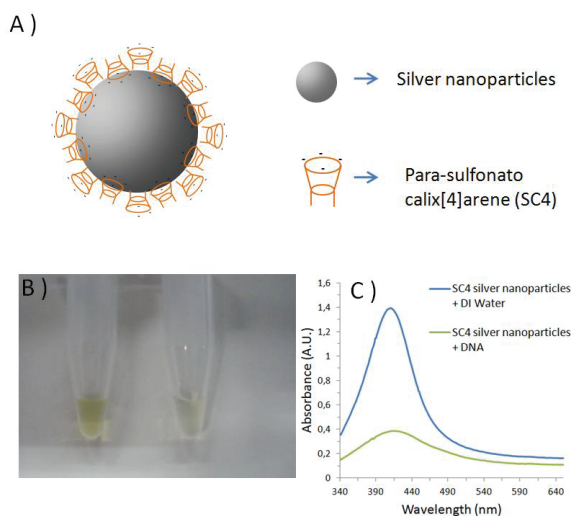 A )
Silver nanoparticles
Para-sulfonato
calix[4]arene (SC4)
B )
C )
SC4 silver nanoparticles
+ DI Water
SC4 silver nanoparticles
+ DNA
Absorbance (A.U.)
1,6
1,4
1,2
1
0,8
0,6
0,4
0,2
0
340 390 440 490 540 590 640
Wavelength (nm)